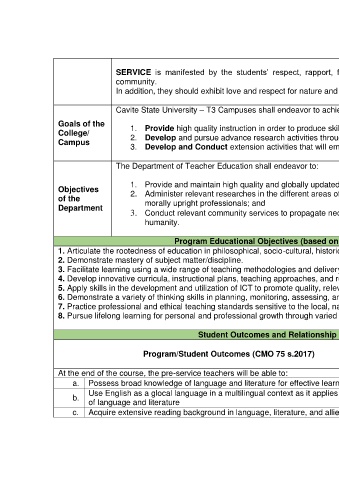 SERVICE is manifested by the students' respect, rapport, f
community.
In addition, they should exhibit love and respect for nature and
Goals of the
College/
Campus
Cavite State University – T3 Campuses shall endeavor to achie
1. Provide high quality instruction in order to produce skil
2. Develop and pursue advance research activities throu
3. Develop and Conduct extension activities that will em
Objectives
of the
Department
The Department of Teacher Education shall endeavor to:
1. Provide and maintain high quality and globally updated
2. Administer relevant researches in the different areas o
morally upright professionals; and
3. Conduct relevant community services to propagate nec
humanity.
Program Educational Objectives (based on
1. Articulate the rootedness of education in philosophical, socio-cultural, historic
2. Demonstrate mastery of subject matter/discipline.
3. Facilitate learning using a wide range of teaching methodologies and delivery
4. Develop innovative curricula, instructional plans, teaching approaches, and r
5. Apply skills in the development and utilization of ICT to promote quality, relev
6. Demonstrate a variety of thinking skills in planning, monitoring, assessing, ar
7. Practice professional and ethical teaching standards sensitive to the local, na
8. Pursue lifelong learning for personal and professional growth through varied
Student Outcomes and Relationship
Program/Student Outcomes (CMO 75 s.2017)
At the end of the course, the pre-service teachers will be able to:
a. Possess broad knowledge of language and literature for effective learn
b. Use English as a glocal language in a multilingual context as it applies
of language and literature
c. Acquire extensive reading background in language, literature, and allie